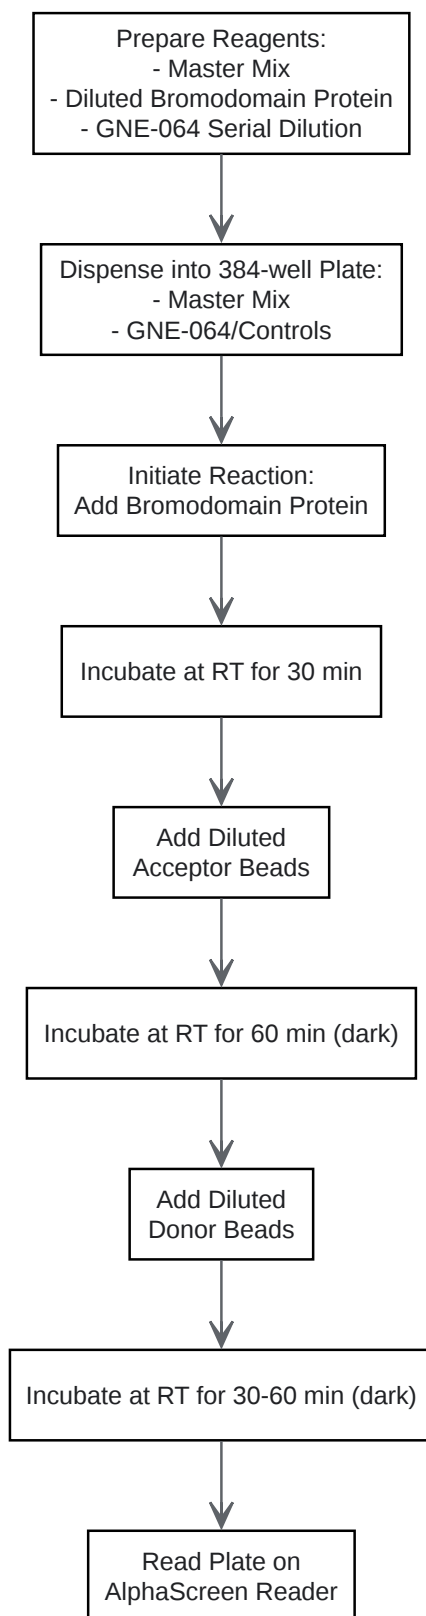 Prepare Reagents:
- Master Mix
- Diluted Bromodomain Protein
- GNE-064 Serial Dilution
Dispense into 384-well Plate:
- Master Mix
- GNE-064/Controls
Initiate Reaction:
Add Bromodomain Protein
Incubate at RT for 30 min
Add Diluted
Acceptor Beads
Incubate at RT for 60 min (dark)
Add Diluted
Donor Beads
Incubate at RT for 30-60 min (dark)
Read Plate on
AlphaScreen Reader